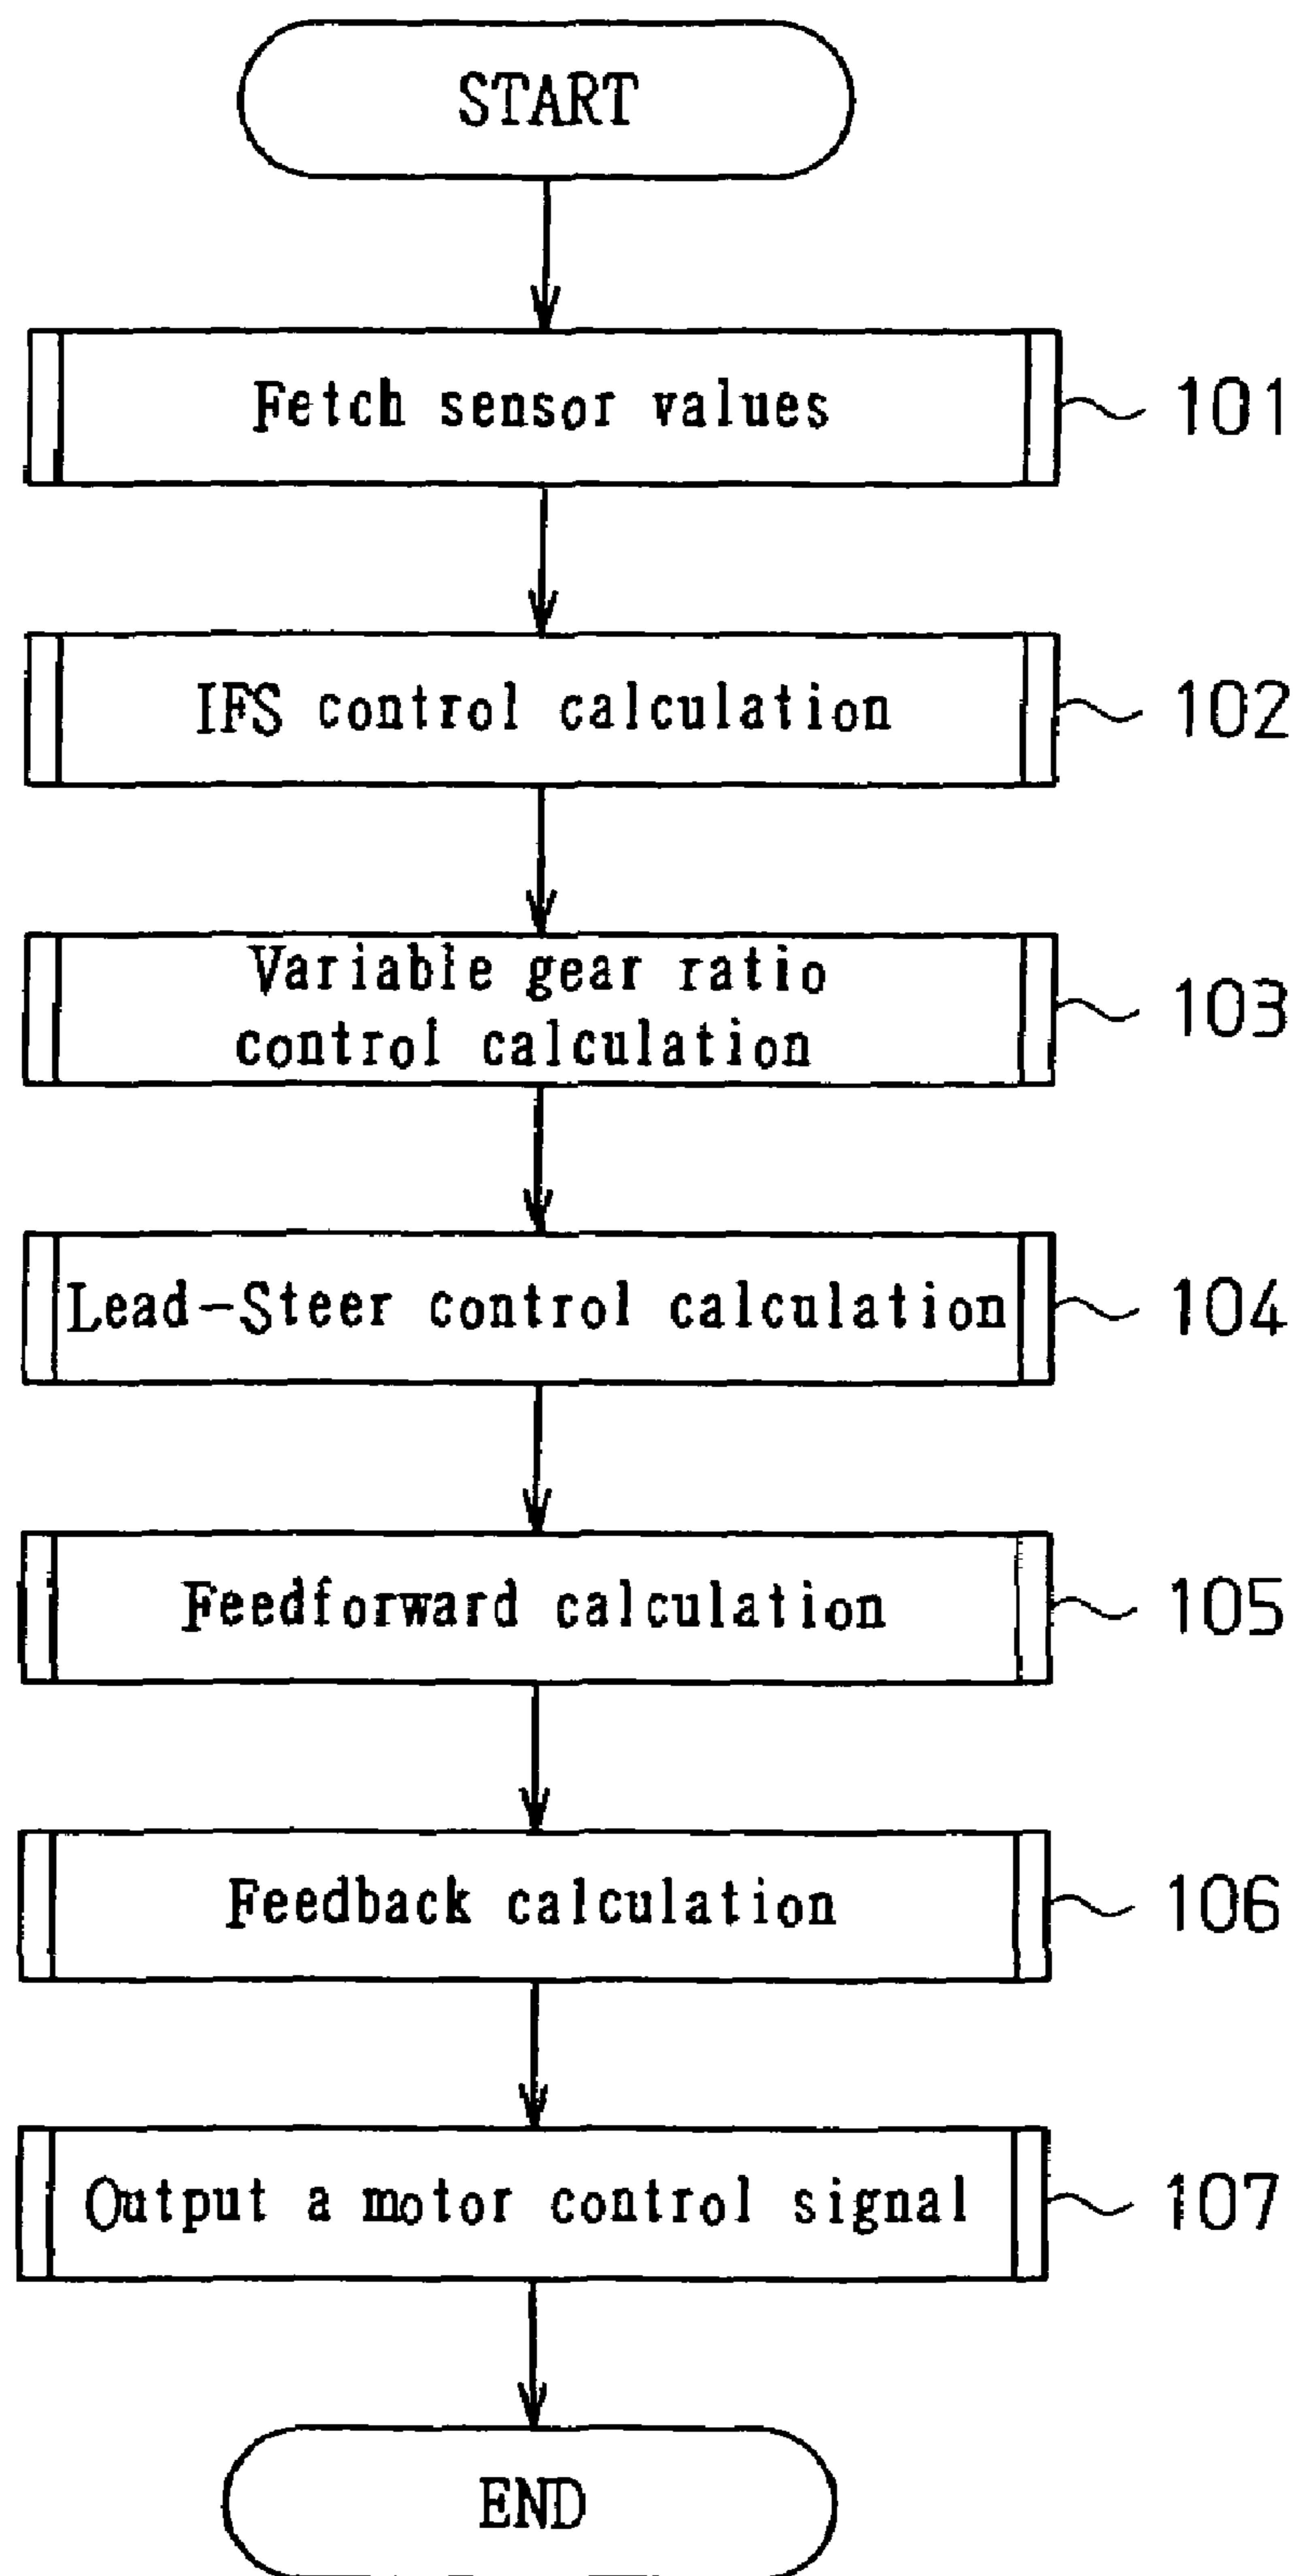 START
Fetch sensor values
101
IFS control calculation
102
Variable gear ratio
control calculation
103
Lead-Steer control calculation
104
Feedforward calculation
105
Feedback calculation
106
Output a motor control signal
107
END